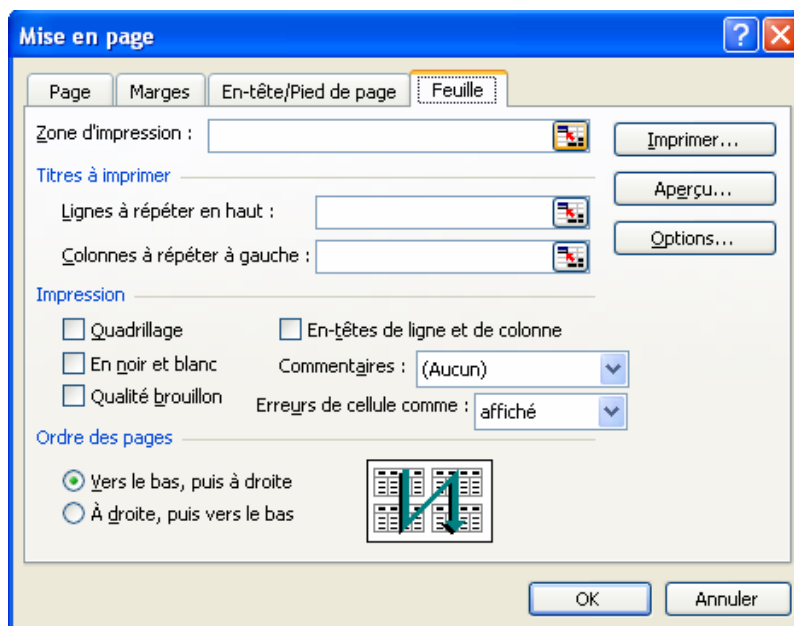 Mise en page
Page Marges En-tête/Pied de page Feuille
Zone d'impression : Imprimer...
Titres à imprimer Aperçu...
Lignes à répéter en haut :
Colonnes à répéter à gauche : Options...
Impression
Quadrillage En-têtes de ligne et de colonne
En noir et blanc Commentaires : (Aucun)
Qualité brouillon Erreurs de cellule comme : affiché
Ordre des pages
Vers le bas, puis à droite
À droite, puis vers le bas
OK Annuler